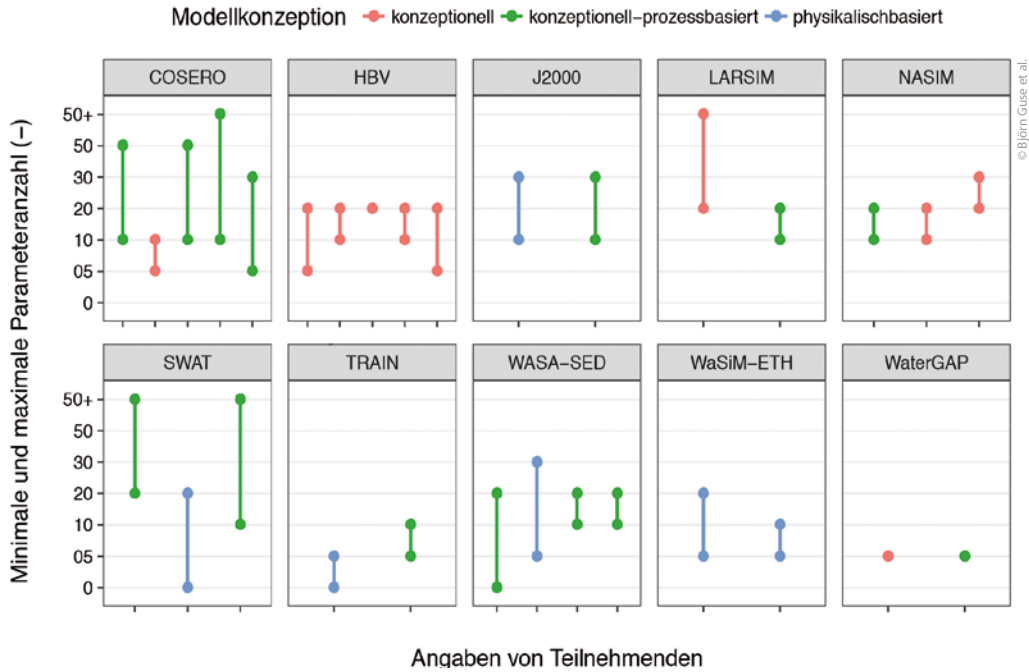 Modellkonzeption konzeptionell konzeptionell–prozessbasiert physikalischbasiert
COSERO HBV J2000 LARSIM NASIM
50+
50
30
20
10
05
0
SWAT TRAIN WASA–SED WaSiM–ETH WaterGAP
50+
50
30
20
10
05
0
Minimale und maximale Parameteranzahl (–)
Angaben von Teilnehmenden
© Björn Guse et al.